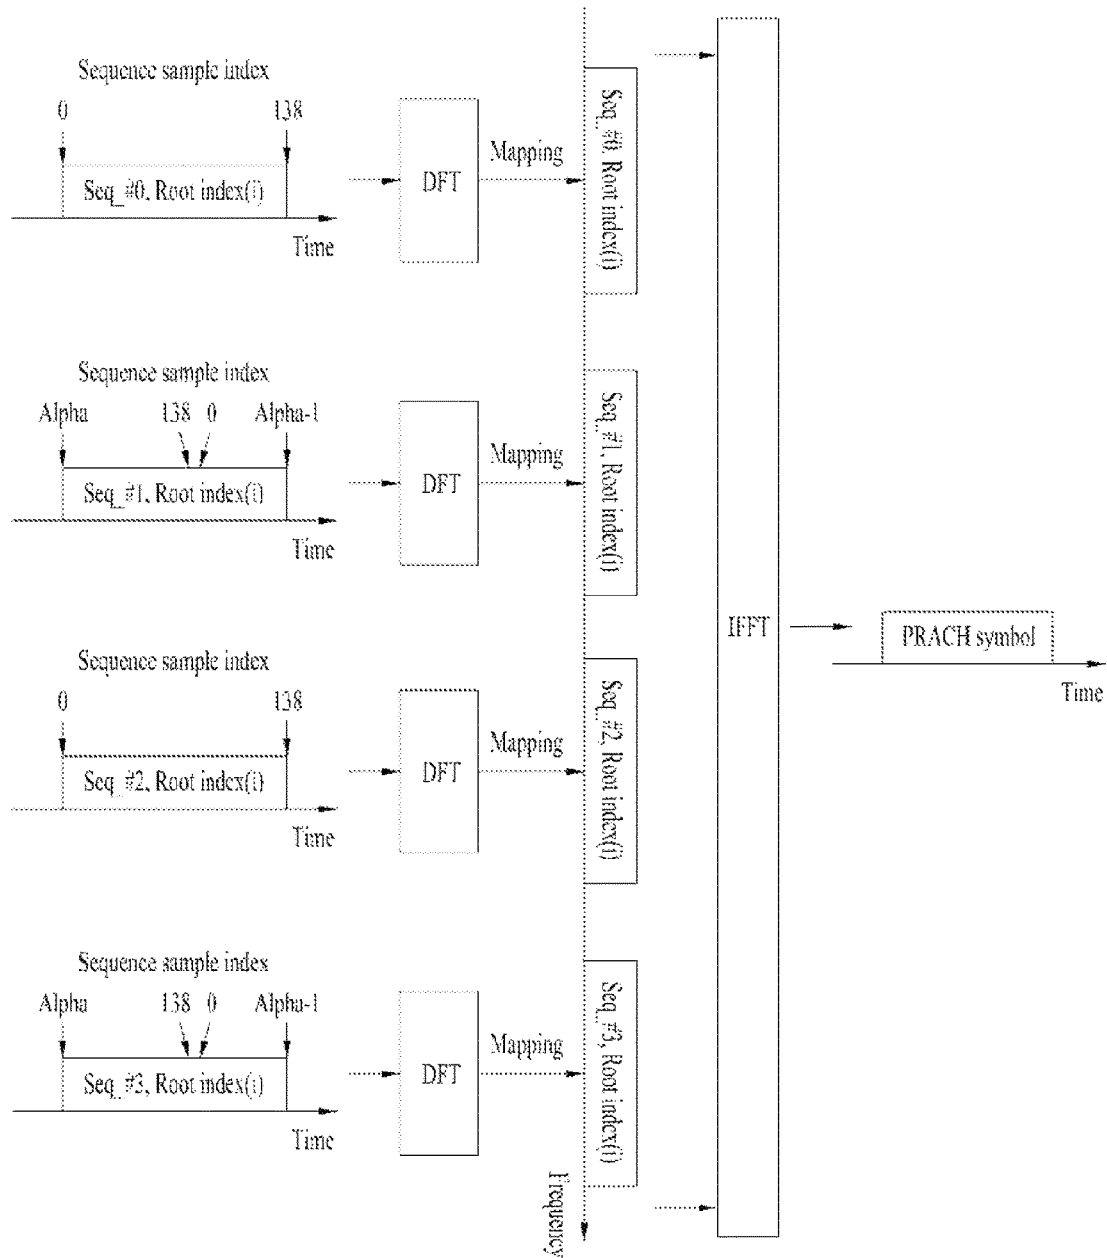 Sequence sample index
0 138
Seq_#0, Root index(i)
Time
DFT
Mapping
Seq_#0, Root index(i)
Sequence sample index
Alpha 138 0 Alpha-1
Seq_#1, Root index(i)
Time
DFT
Mapping
Seq_#1, Root index(i)
Sequence sample index
0 138
Seq_#2, Root index(i)
Time
DFT
Mapping
Seq_#2, Root index(i)
Sequence sample index
Alpha 138 0 Alpha-1
Seq_#3, Root index(i)
Time
DFT
Mapping
Seq_#3, Root index(i)
Frequency
IFFT
PRACH symbol
Time